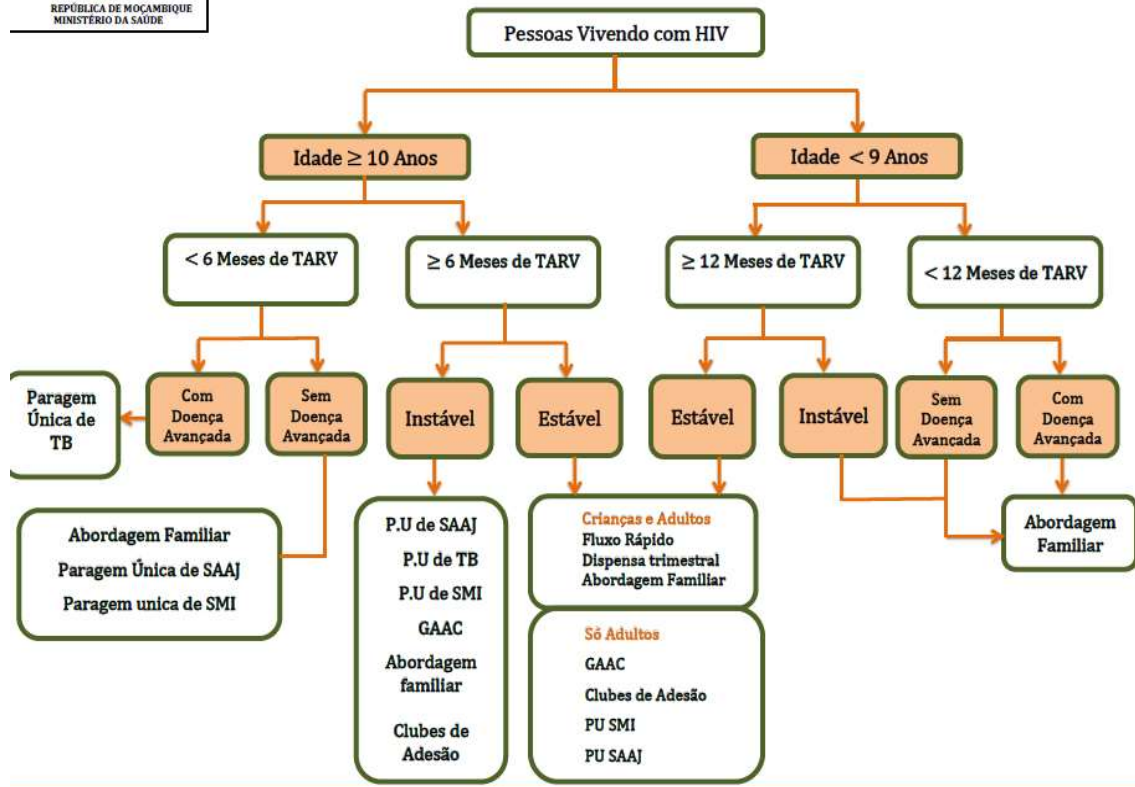 REPÚBLICA DE MOÇAMBIQUE
MINISTÉRIO DA SAÚDE
Pessoas Vivendo com HIV
Idade ≥ 10 Anos
Idade < 9 Anos
< 6 Meses de TARV
≥ 6 Meses de TARV
≥ 12 Meses de TARV
< 12 Meses de TARV
Paragem
Única de
TB
Com
Doença
Avançada
Sem
Doença
Avançada
Instável
Estável
Estável
Instável
Sem
Doença
Avançada
Com
Doença
Avançada
Abordagem Familiar
Paragem Única de SAAJ
Paragem unica de SMI
P.U de SAAJ
P.U de TB
P.U de SMI
GAAC
Abordagem
familiar
Clubes de
Adesão
Crianças e Adultos
Fluxo Rápido
Dispensa trimestral
Abordagem Familiar
Só Adultos
GAAC
Clubes de Adesão
PU SMI
PU SAAJ
Abordagem
Familiar